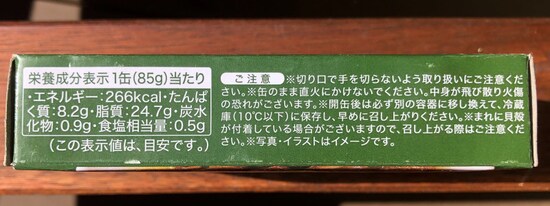 栄養成分表示 1缶(85g)当たり
・エネルギー:266kcal・たんぱ
く質:8.2g・脂質:24.7g・炭水
化物:0.9g・食塩相当量:0.5g
(この表示値は、目安です。)
ご注意 ※切り口で手を切らないよう取り扱いにご注意くだ
さい。※缶のまま直火にかけないでください。中身が飛び散り火傷
の恐れがございます。※開缶後は必ず別の容器に移し換えて、冷蔵
庫(10℃以下)に保存し、早めに召し上がりください。※まれに貝殻
が付着している場合がございますので、召し上がる際はご注意くだ
さい。※写真・イラストはイメージです。